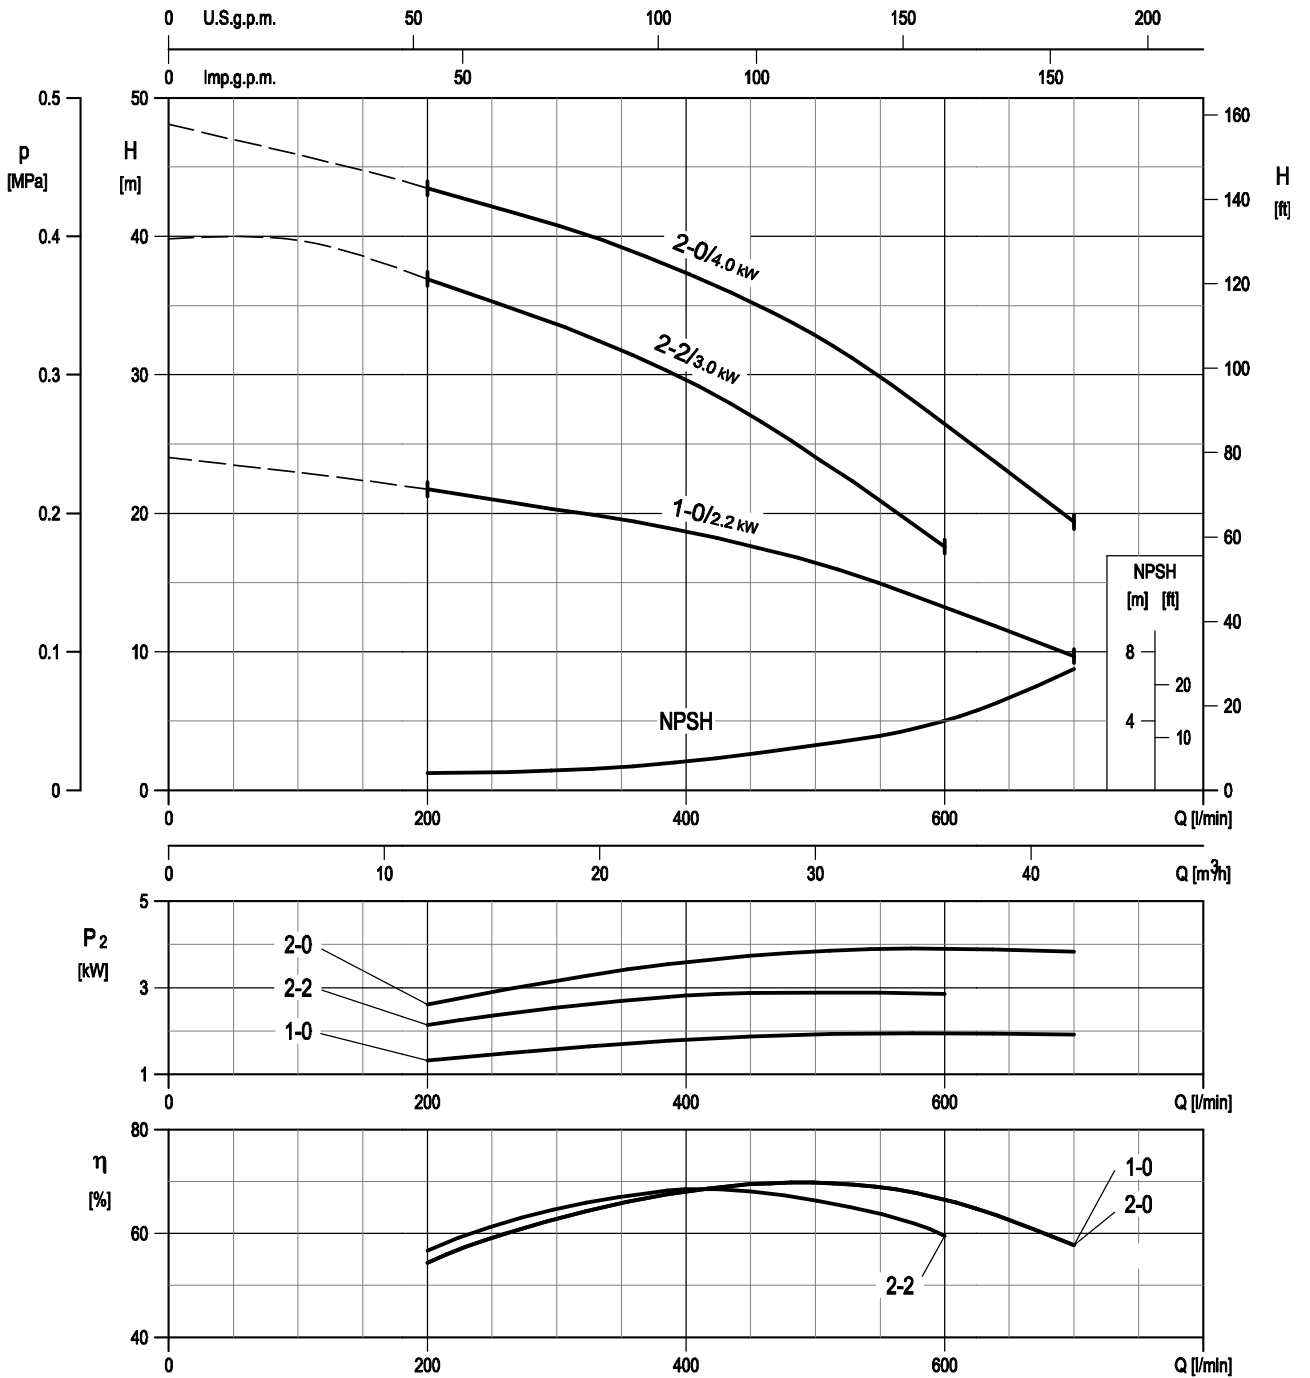 0 U.S.g.p.m. 50 100 150 200
0 Imp.g.p.m. 50 100 150
0.5 50 160
p H
[MPa] [m]
H
[ft]
140
0.4 40
2-0/4.0 kW
120
2-2/3.0 kW
0.3 30 100
80
1-0/2.2 kW
0.2 20
60
NPSH
[m] [ft]
40
0.1 10 8
20
NPSH 4 20
10
0 0 0
200 400 600 Q [l/min]
0 10 20 30 40 Q [m³/h]
5
P2
[kW]
2-0
3
2-2
1-0
1
0 200 400 600 Q [l/min]
80
η
[%]
1-0
2-0
60
2-2
40
0 200 400 600 Q [l/min]